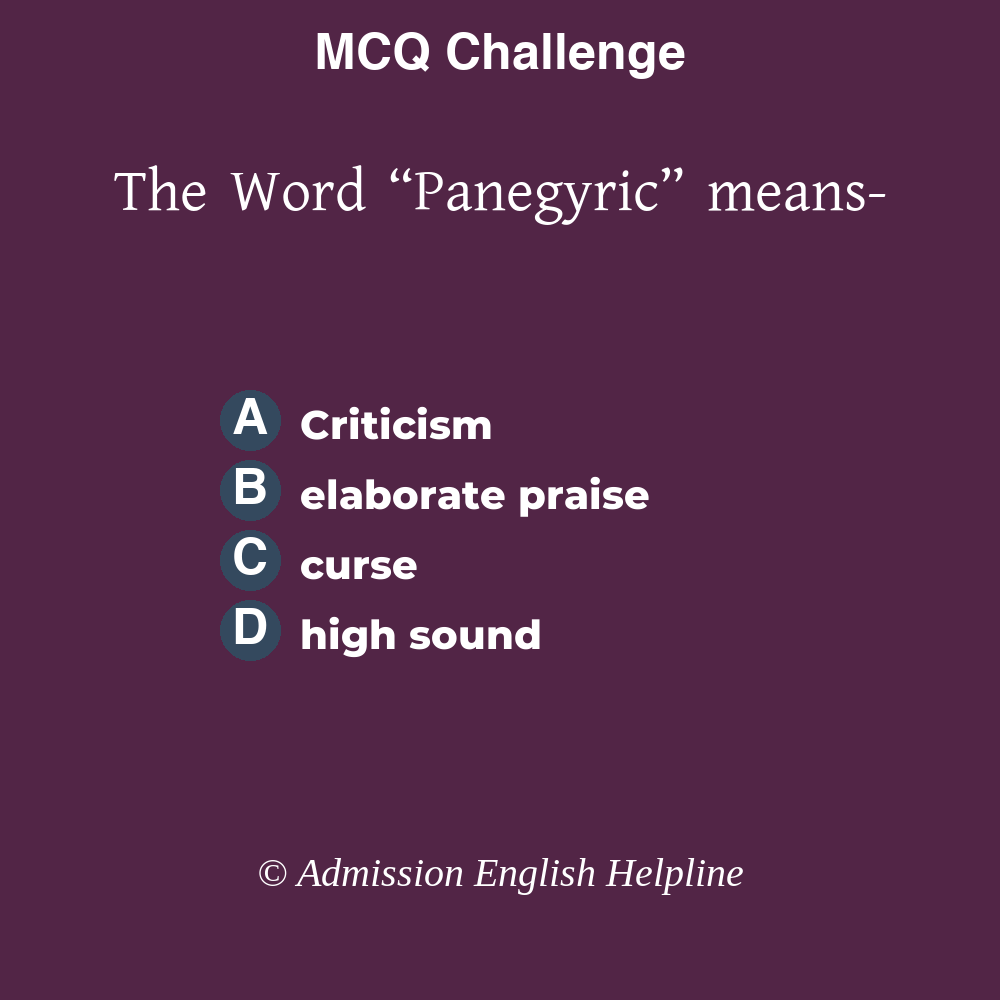 MCQ Challenge
The Word “Panegyric” means-
A Criticism
B elaborate praise
C curse
D high sound
© Admission English Helpline